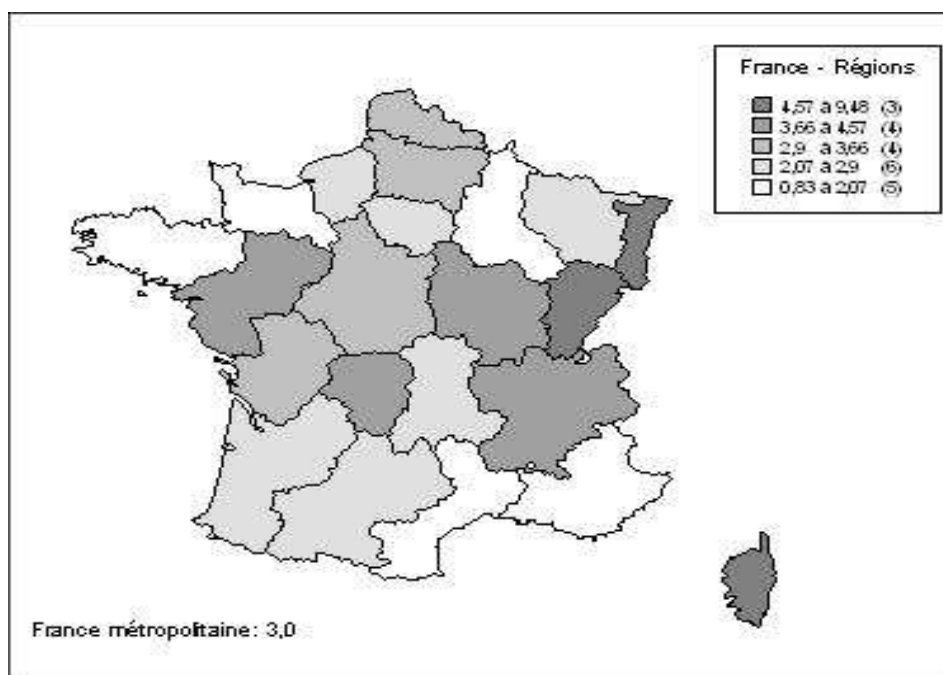 France - Régions
4,57 à 9,48 (3)
3,66 à 4,57 (4)
2,9 à 3,66 (4)
2,07 à 2,9 (6)
0,83 à 2,07 (5)
France métropolitaine: 3,0